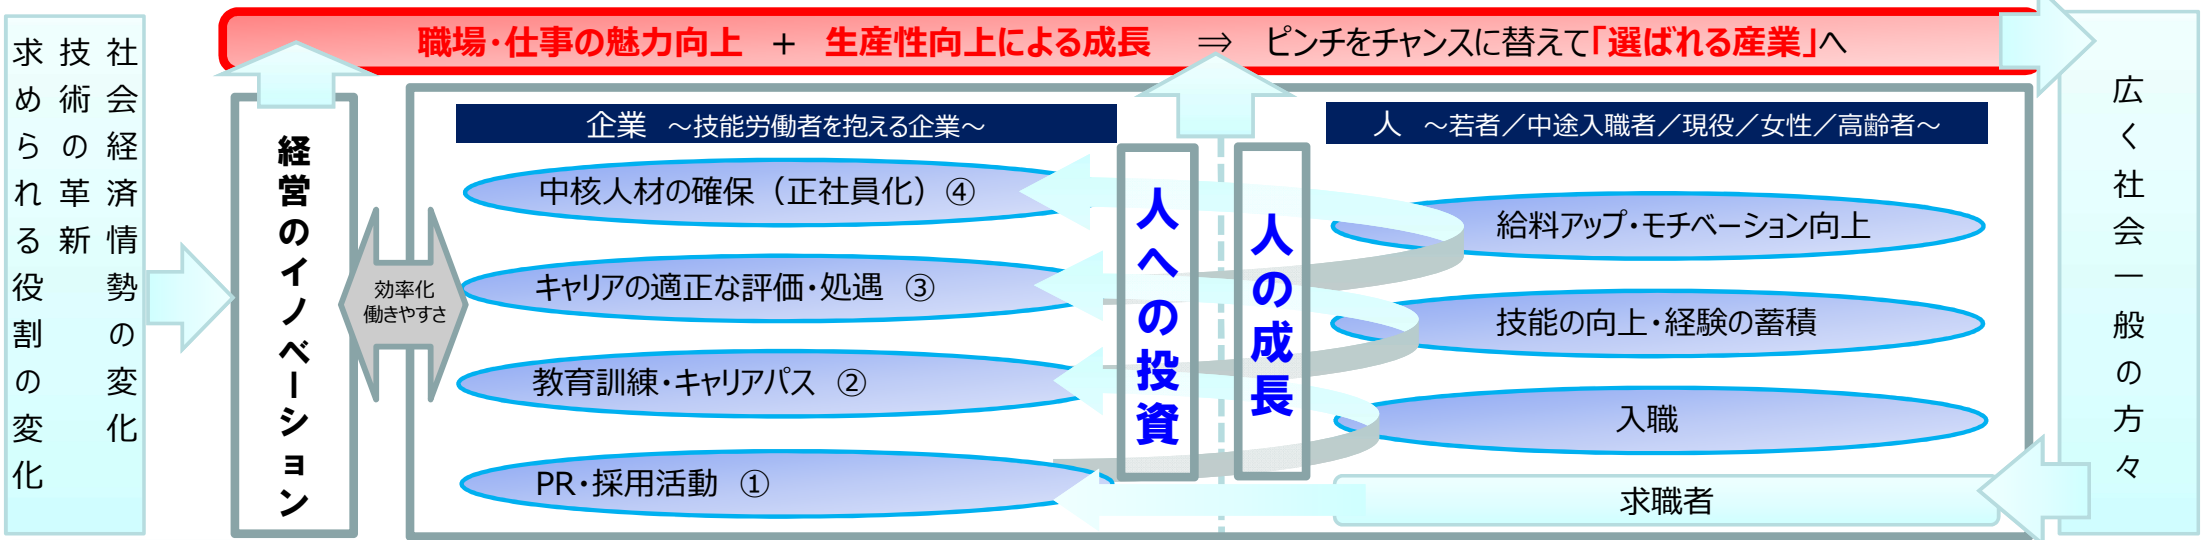 職場・仕事の魅力向上 + 生産性向上による成長 ⇒ ピンチをチャンスに替えて「選ばれる産業」へ
社会経済情勢の変化
技術の革新
求められる役割の変化
経営のイノベーション
効率化
働きやすさ
企業 ～技能労働者を抱える企業～
中核人材の確保（正社員化）④
キャリアの適正な評価・処遇 ③
教育訓練・キャリアパス ②
PR・採用活動 ①
人への投資
人の成長
人 ～若者／中途入職者／現役／女性／高齢者～
給料アップ・モチベーション向上
技能の向上・経験の蓄積
入職
求職者
広く社会一般の方々